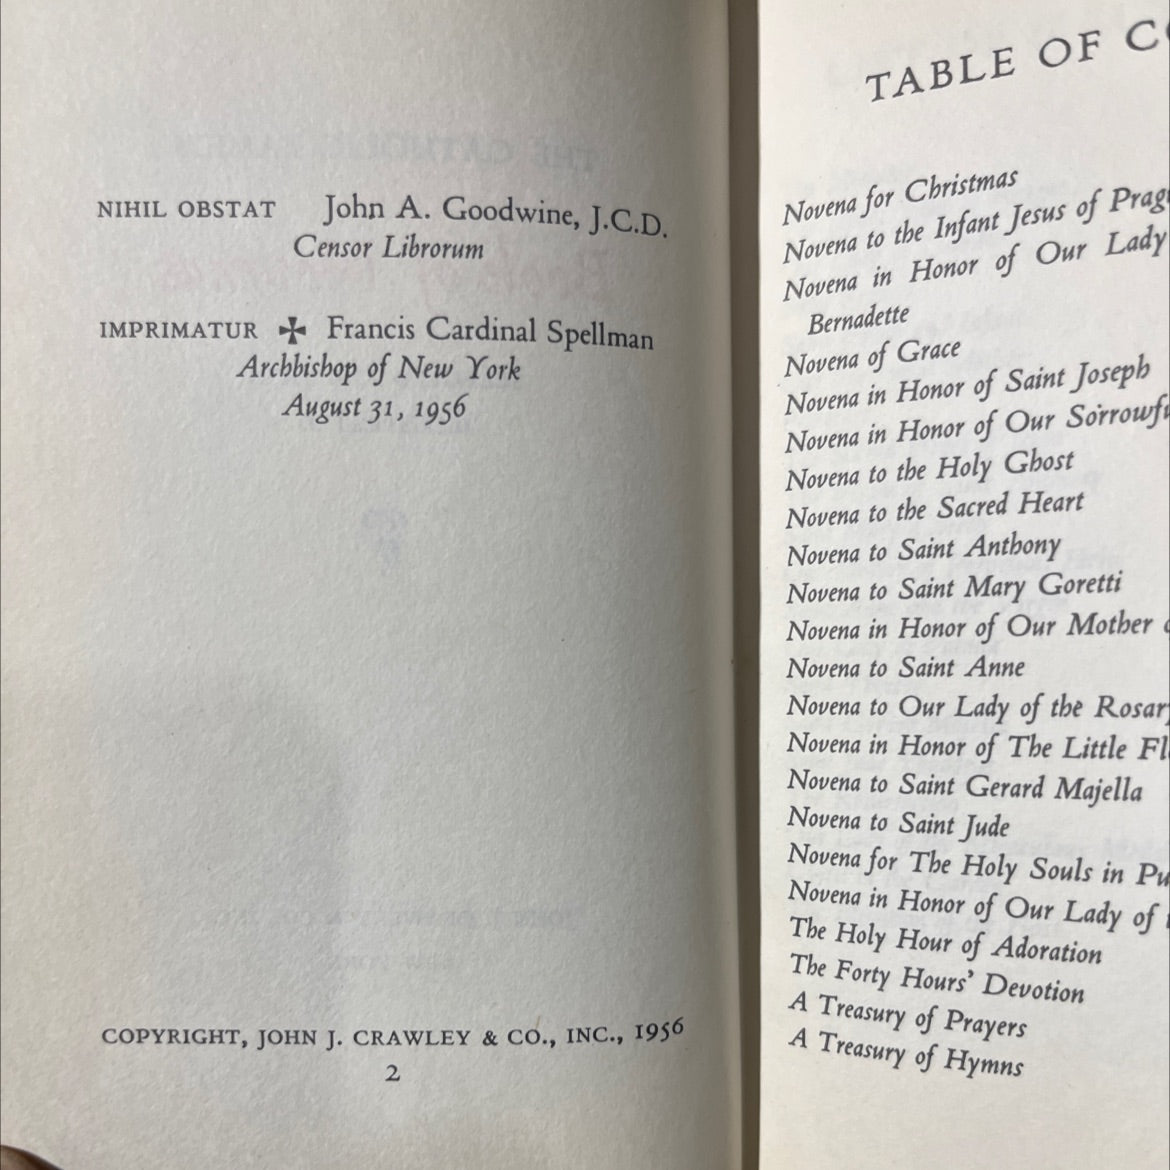 NIHIL OBSTAT John A. Goodwine, J.C.D.
Censor Librorum
IMPRIMATUR ✠ Francis Cardinal Spellman
Archbishop of New York
August 31, 1956
COPYRIGHT, JOHN J. CRAWLEY & CO., INC., 1956
2
TABLE OF
Novena for Christmas
Novena to the Infant Jesus of
Novena in Honor of Our Lady
Bernadette
Novena of Grace
Novena in Honor of Saint Joseph
Novena in Honor of Our
Novena to the Holy Ghost
Novena to the Sacred Heart
Novena to Saint Anthony
Novena to Saint Mary Goretti
Novena in Honor of Our Mother
Novena to Saint Anne
Novena to Our Lady of the
Novena in Honor of The Little
Novena to Saint Gerard Majella
Novena to Saint Jude
Novena for The Holy Souls in
Novena in Honor of Our Lady of
The Holy Hour of Adoration
The Forty Hours' Devotion
A Treasury of Prayers
A Treasury of Hymns